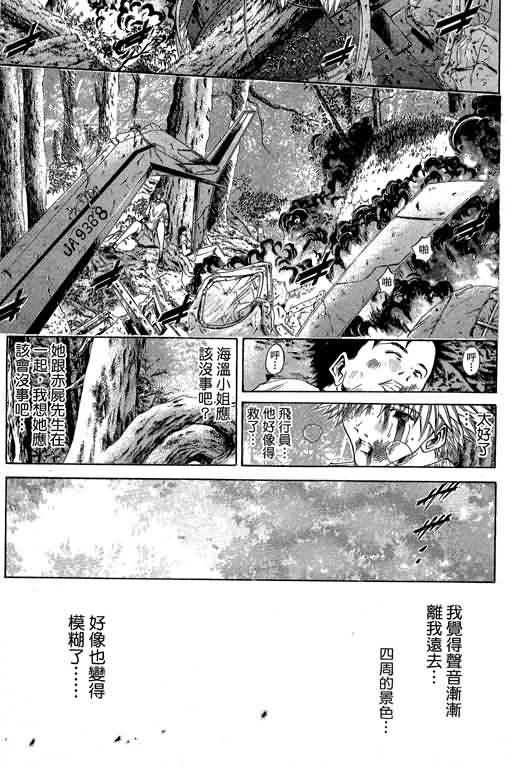 JA9388
啪
啪
呼…
呼…
太好了
…
飛行員…
他好像得
救了…
海溫小姐應
該沒事吧？
她跟赤屍先生在
一起，我想她應
該會沒事吧…
我覺得聲音漸漸
離我遠去…
四周的景色…
好像也變得
模糊了……